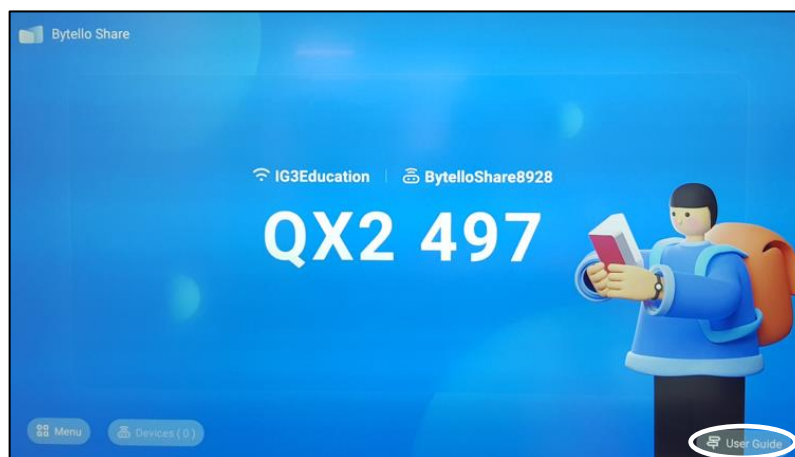 Bytello Share
IG3Education | BytelloShare8928
QX2 497
Menu
Devices ( 0 )
User Guide